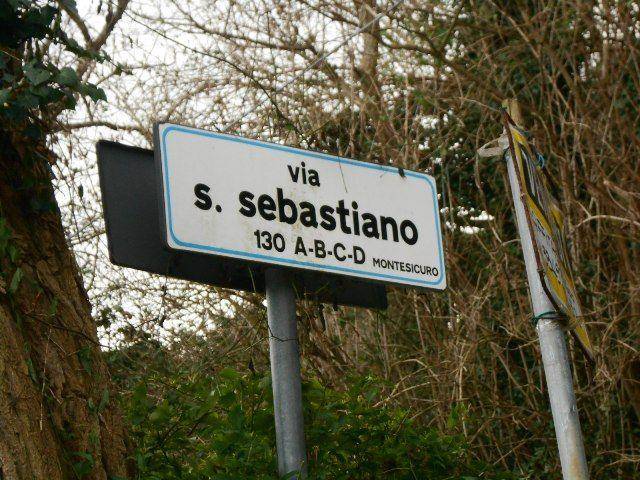 via
s. sebastiano
130 A-B-C-D MONTESICURO